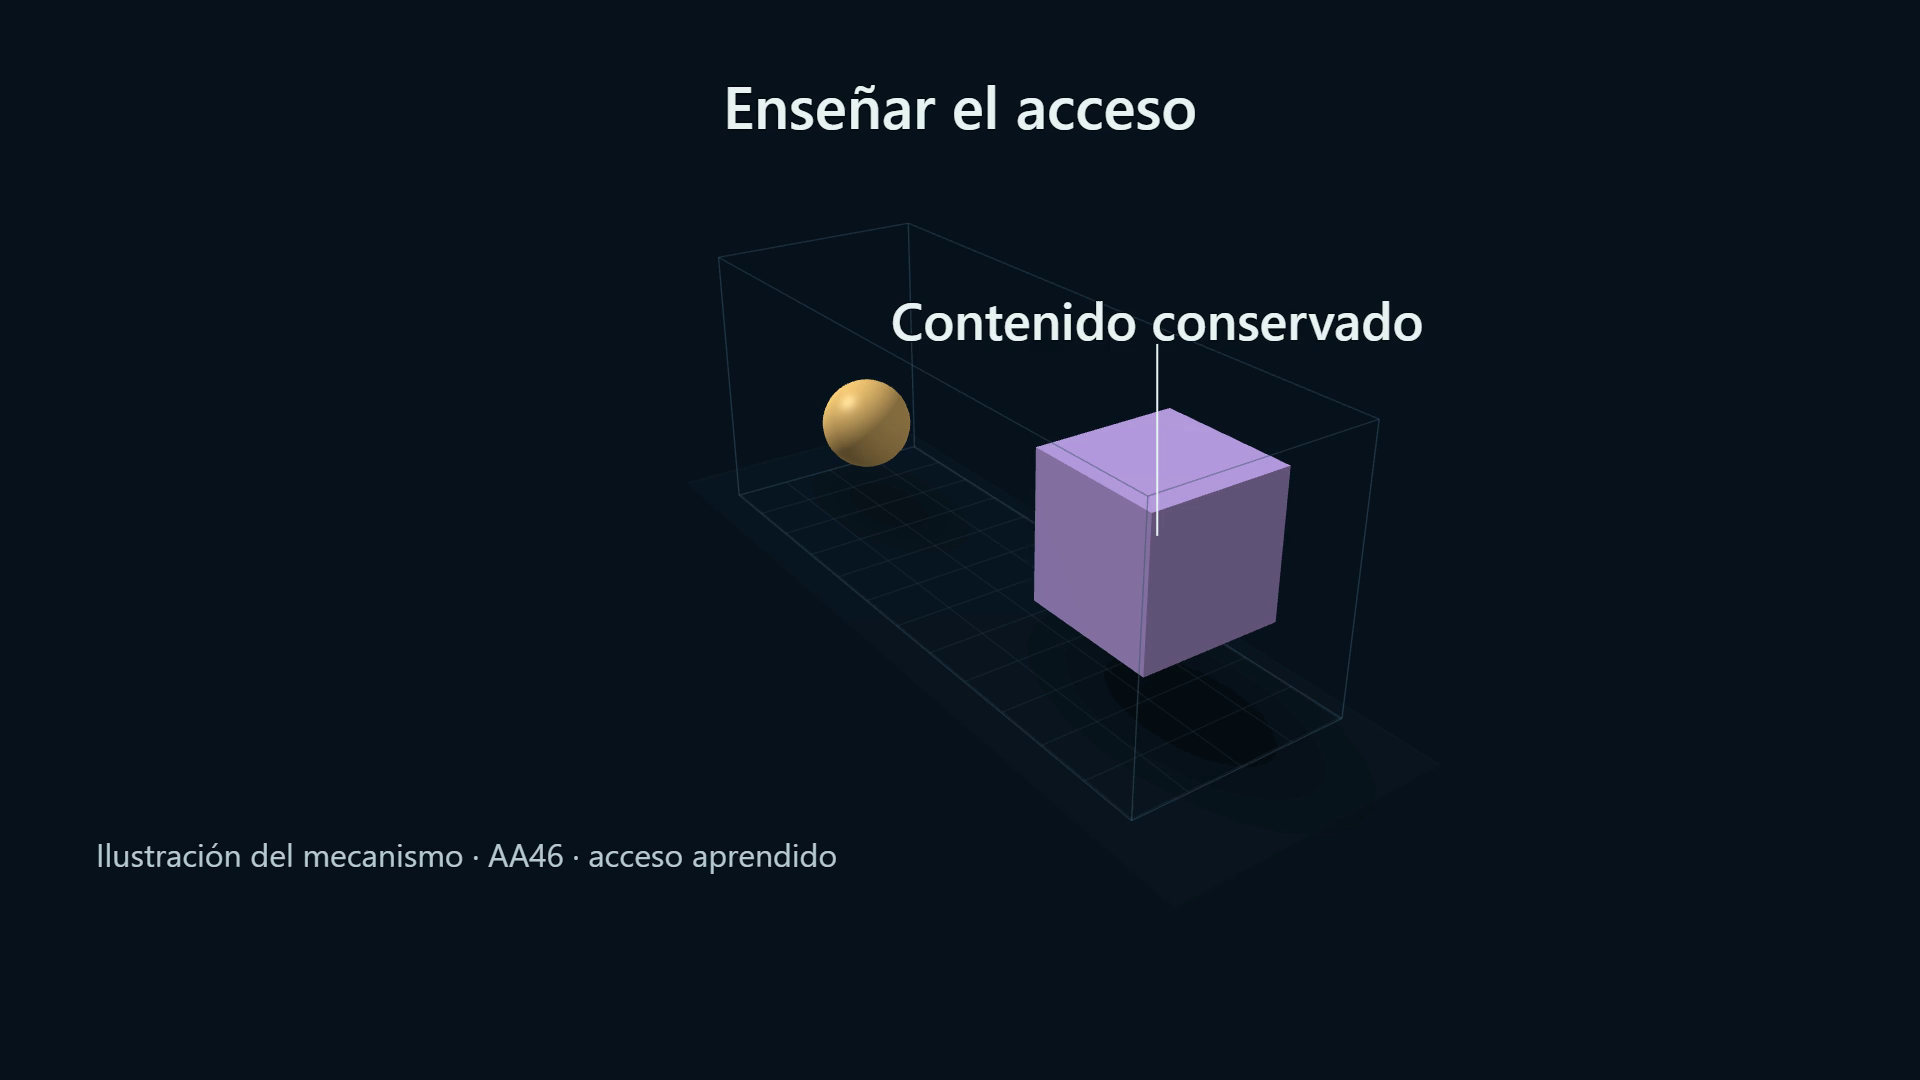 Enseñar el acceso
Contenido conservado
Ilustración del mecanismo · AA46 · acceso aprendido